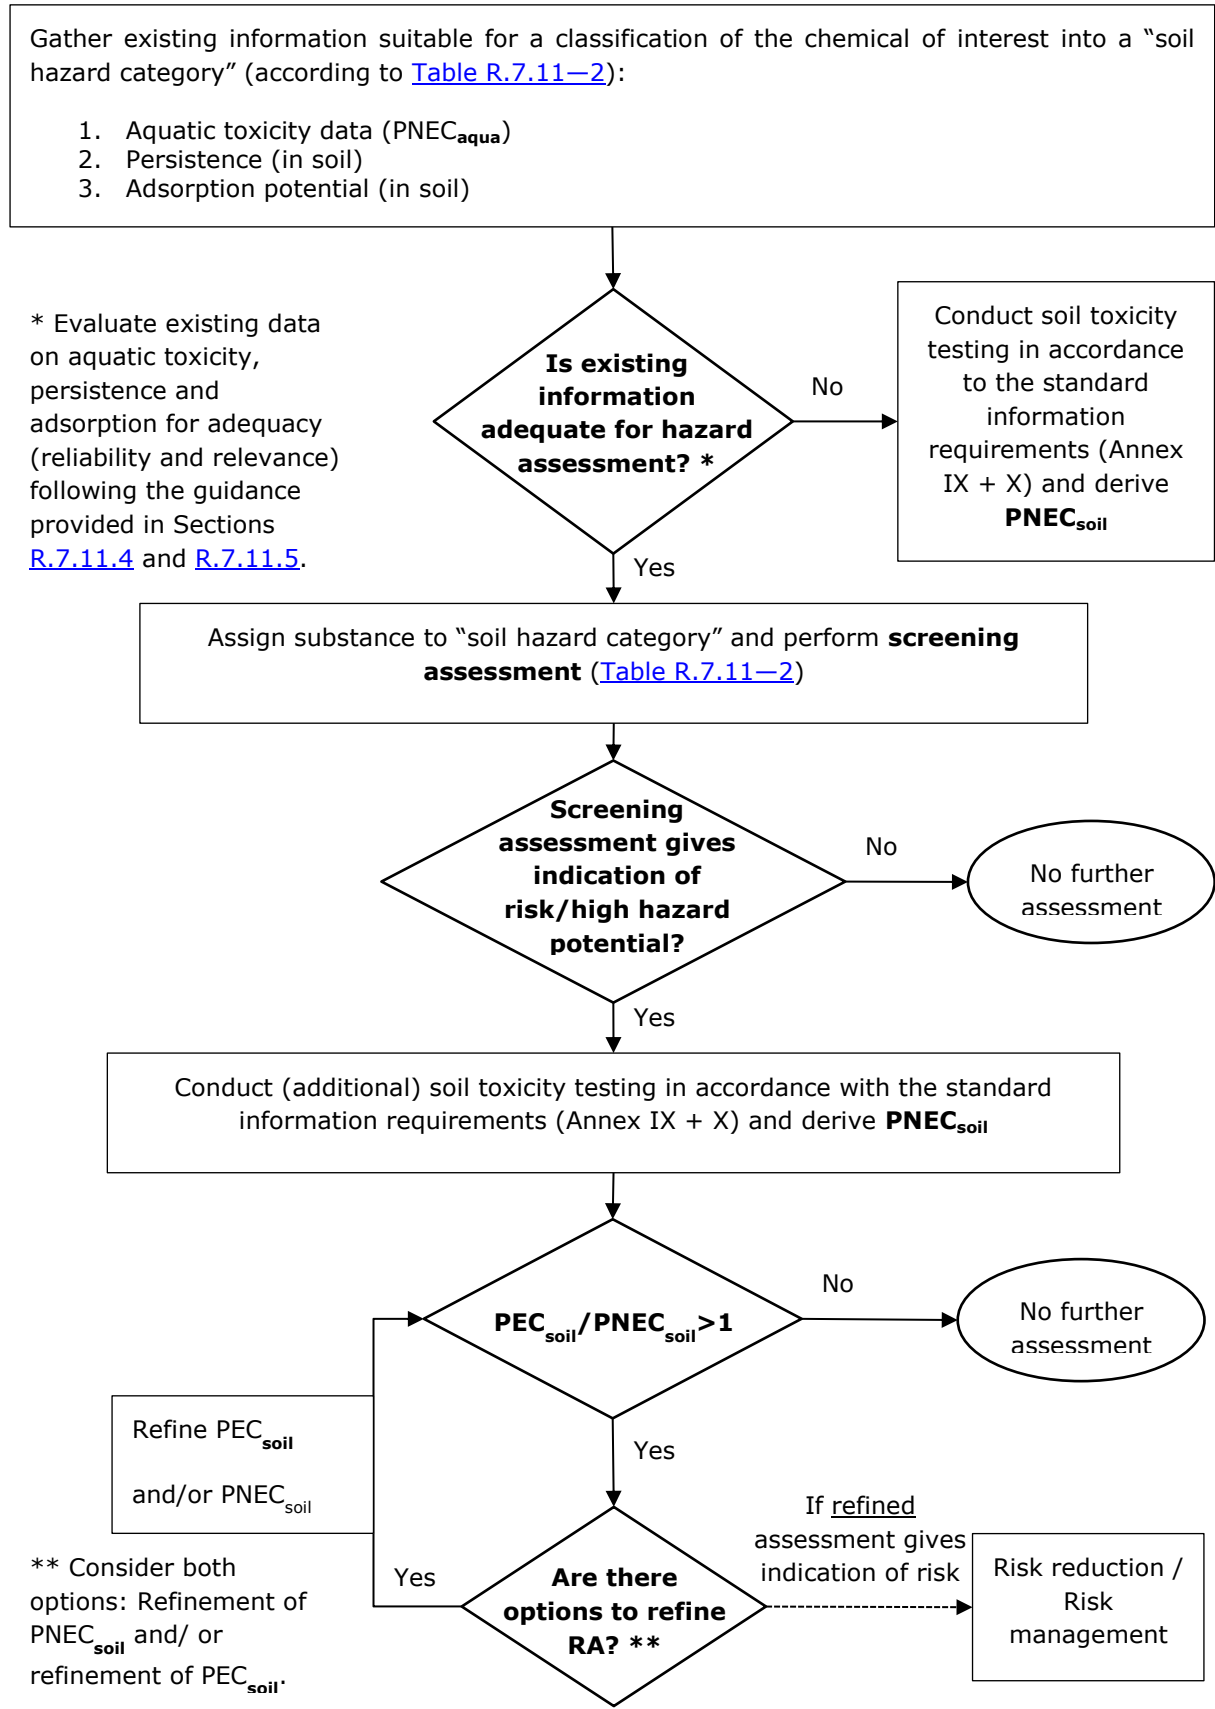 Gather existing information suitable for a classification of the chemical of interest into a “soil
hazard category” (according to Table R.7.11—2):
1. Aquatic toxicity data (PNECaqua)
2. Persistence (in soil)
3. Adsorption potential (in soil)
* Evaluate existing data
on aquatic toxicity,
persistence and
adsorption for adequacy
(reliability and relevance)
following the guidance
provided in Sections
R.7.11.4 and R.7.11.5.
Is existing
information
adequate for hazard
assessment? *
No
Conduct soil toxicity
testing in accordance
to the standard
information
requirements (Annex
IX + X) and derive
PNECsoil
Yes
Assign substance to “soil hazard category” and perform screening
assessment (Table R.7.11—2)
Screening
assessment gives
indication of
risk/high hazard
potential?
No
No further
assessment
Yes
Conduct (additional) soil toxicity testing in accordance with the standard
information requirements (Annex IX + X) and derive PNECsoil
PECsoil/PNECsoil>1
No
No further
assessment
Refine PECsoil
and/or PNECsoil
Yes
If refined
assessment gives
indication of risk
** Consider both
options: Refinement of
PNECsoil and/ or
refinement of PECsoil.
Yes
Are there
options to refine
RA? **
Risk reduction /
Risk
management